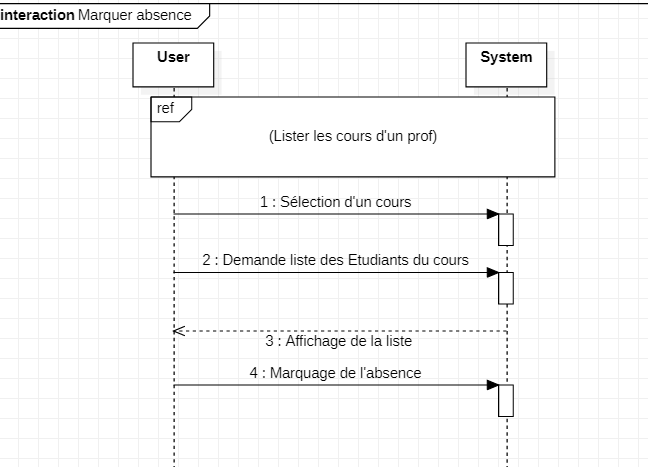 interaction Marquer absence
User
System
ref
(Lister les cours d'un prof)
1 : Sélection d'un cours
2 : Demande liste des Etudiants du cours
3 : Affichage de la liste
4 : Marquage de l'absence